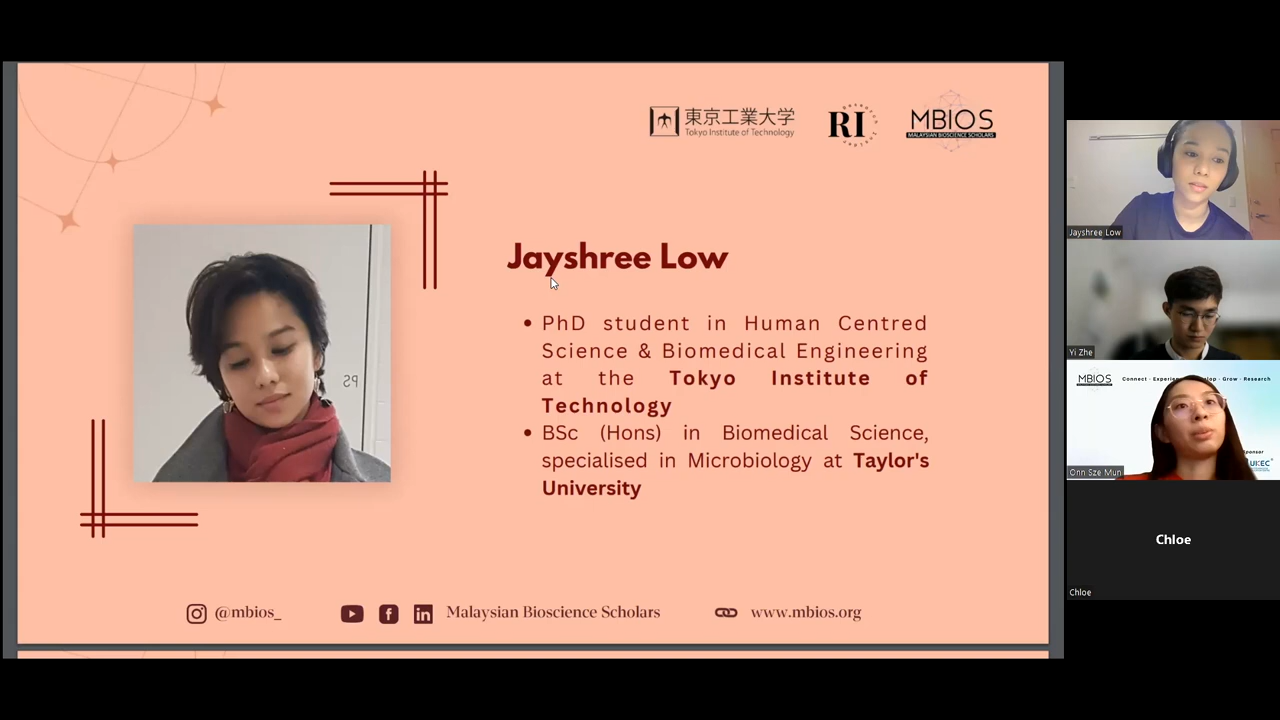 東京工業大学
Tokyo Institute of Technology
RI
MBIOS
MALAYSIAN BIOSCIENCE SCHOLARS
Jayshree Low
• PhD student in Human Centred
Science & Biomedical Engineering
at the Tokyo Institute of
Technology
• BSc (Hons) in Biomedical Science,
specialised in Microbiology at Taylor's
University
@mbios_
Malaysian Bioscience Scholars
www.mbios.org
Jayshree Low
Yi Zhe
MBIOS
Connect
Grow - Research
UKEC
Onn Sze Mun
Chloe
Chloe